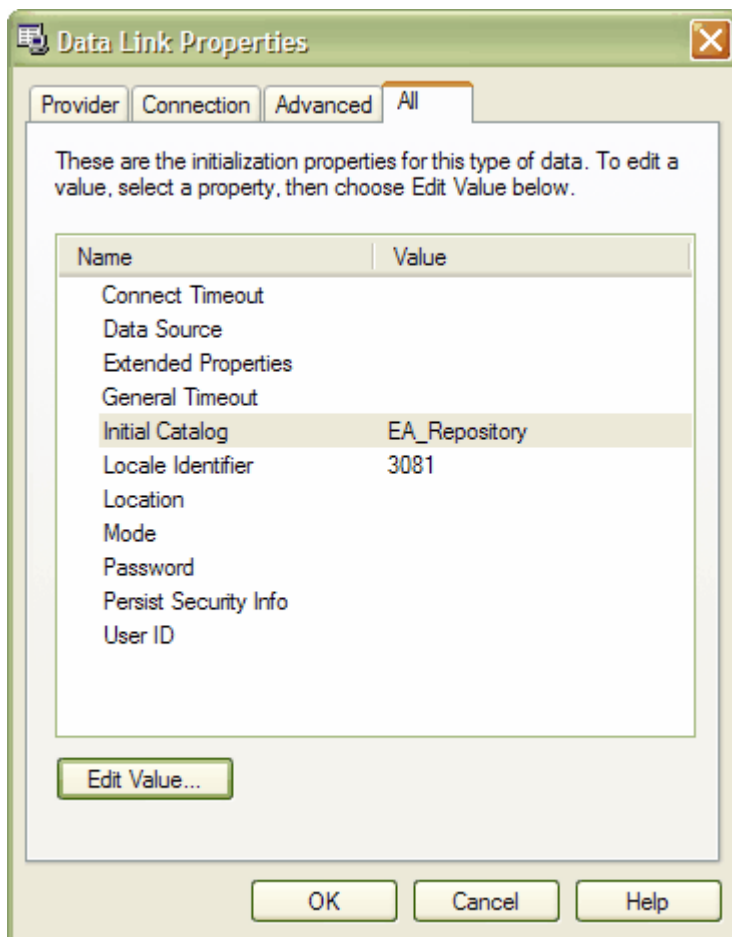 Data Link Properties
Provider Connection Advanced All
These are the initialization properties for this type of data. To edit a
value, select a property, then choose Edit Value below.
Name Value
Connect Timeout
Data Source
Extended Properties
General Timeout
Initial Catalog EA_Repository
Locale Identifier 3081
Location
Mode
Password
Persist Security Info
User ID
Edit Value...
OK Cancel Help